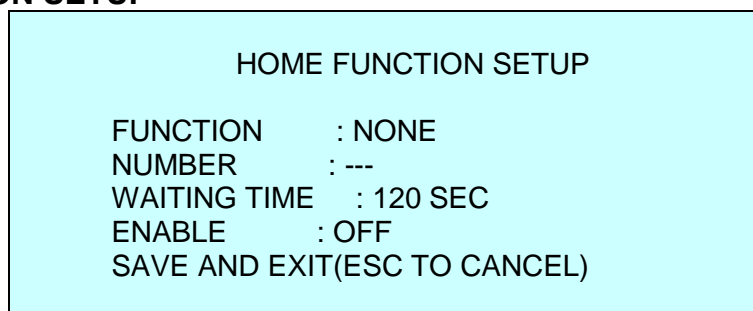 HOME FUNCTION SETUP
FUNCTION : NONE
NUMBER : ---
WAITING TIME : 120 SEC
ENABLE : OFF
SAVE AND EXIT(ESC TO CANCEL)